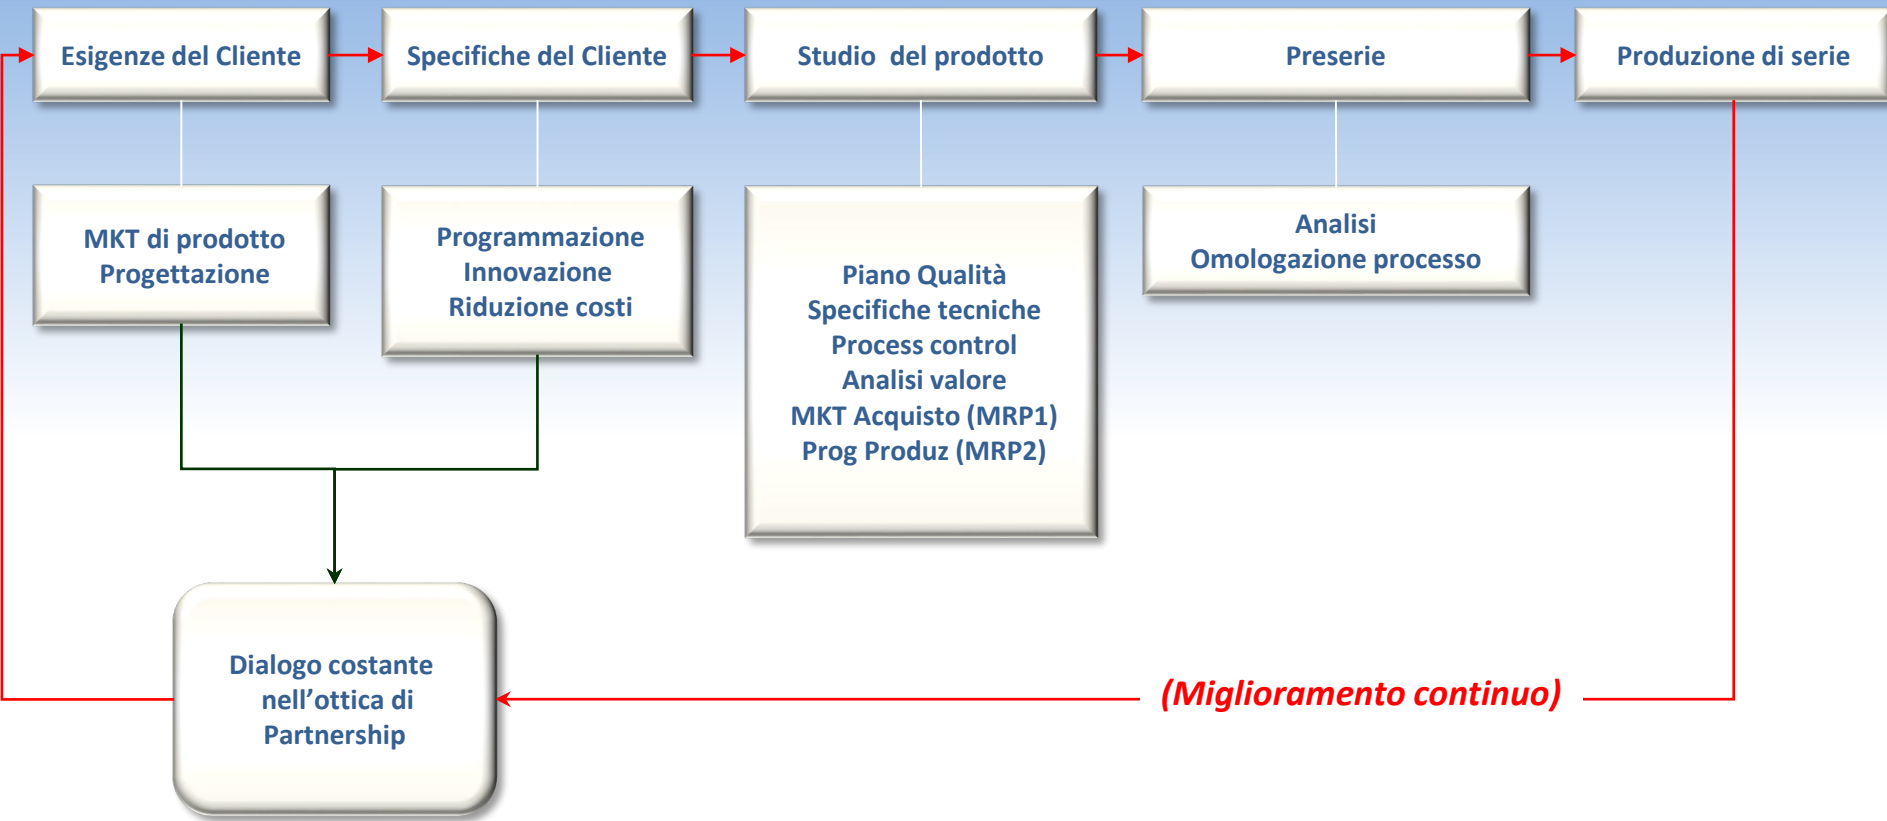 Esigenze del Cliente
Specifiche del Cliente
Studio  del prodotto
Preserie
Produzione di serie
MKT di prodotto
Progettazione
Programmazione
Innovazione
Riduzione costi
Piano Qualità
Specifiche tecniche
Process control
Analisi valore
MKT Acquisto (MRP1)
Prog Produz (MRP2)
Analisi
Omologazione processo
Dialogo costante
nell’ottica di
Partnership
(Miglioramento continuo)